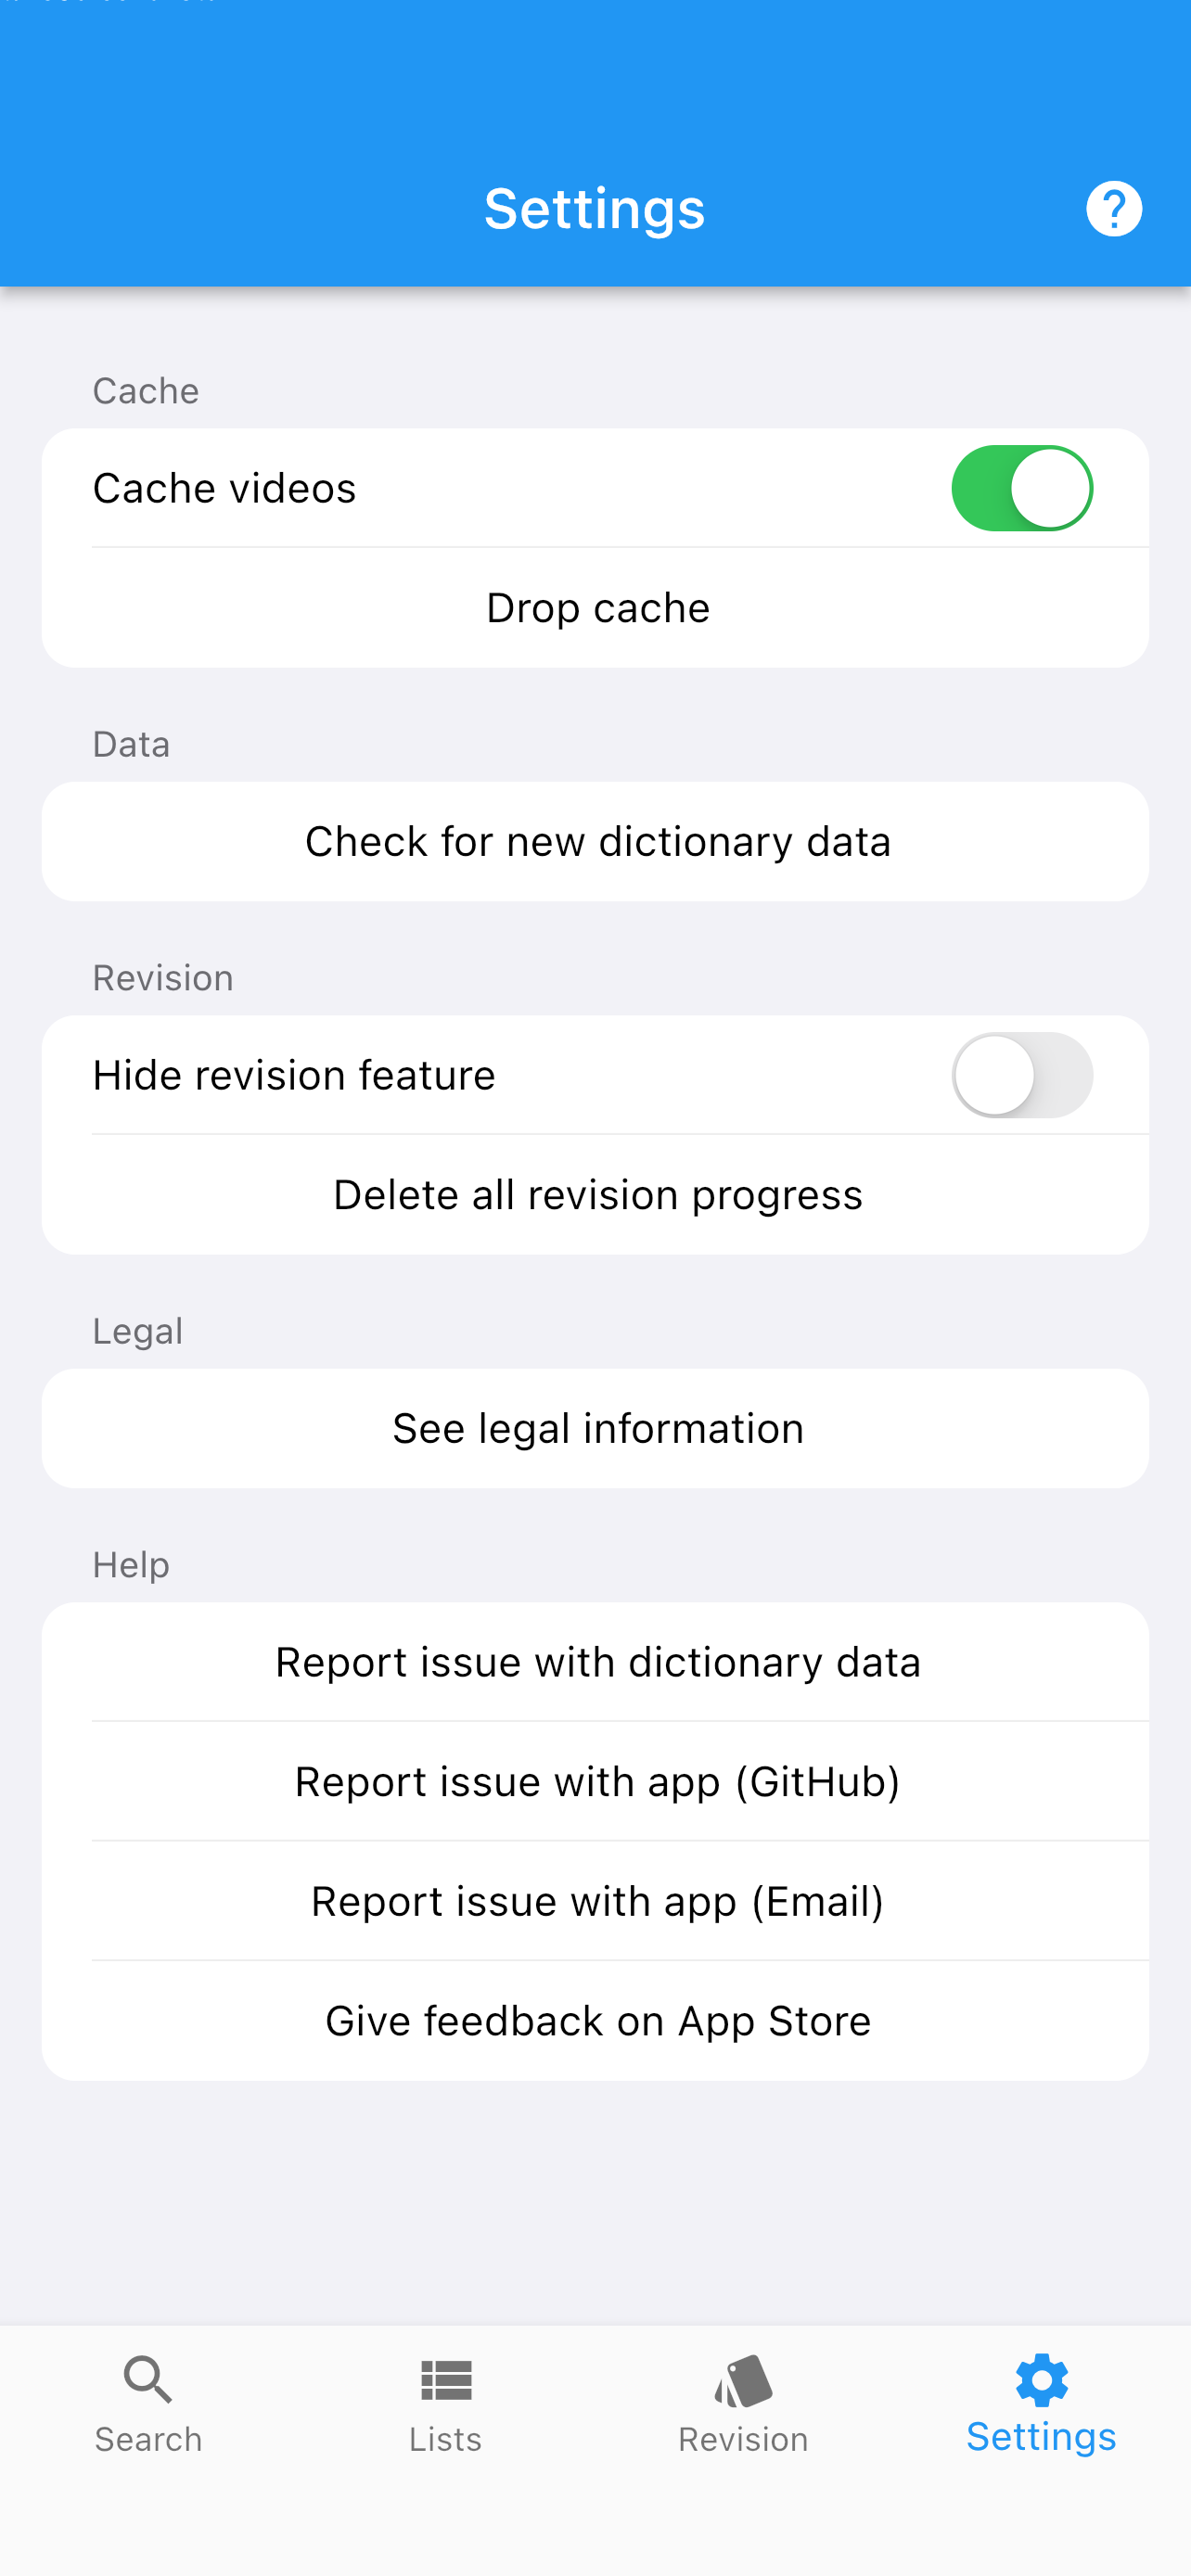 Settings
Cache
Cache videos
Drop cache
Data
Check for new dictionary data
Revision
Hide revision feature
Delete all revision progress
Legal
See legal information
Help
Report issue with dictionary data
Report issue with app (GitHub)
Report issue with app (Email)
Give feedback on App Store
Search
Lists
Revision
Settings